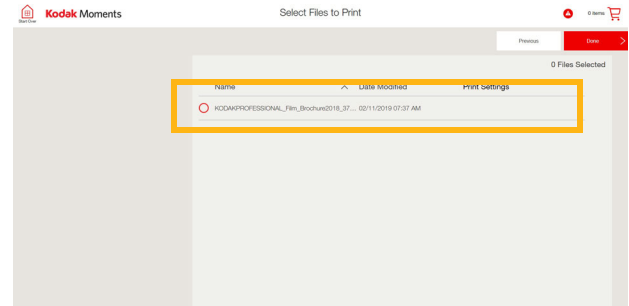 Kodak Moments
Select Files to Print
0 items
Start Over
Previous
Done
0 Files Selected
Name
Date Modified
Print Settings
KODAKPROFESSIONAL_Film_Brochure2018_37... 02/11/2019 07:37 AM